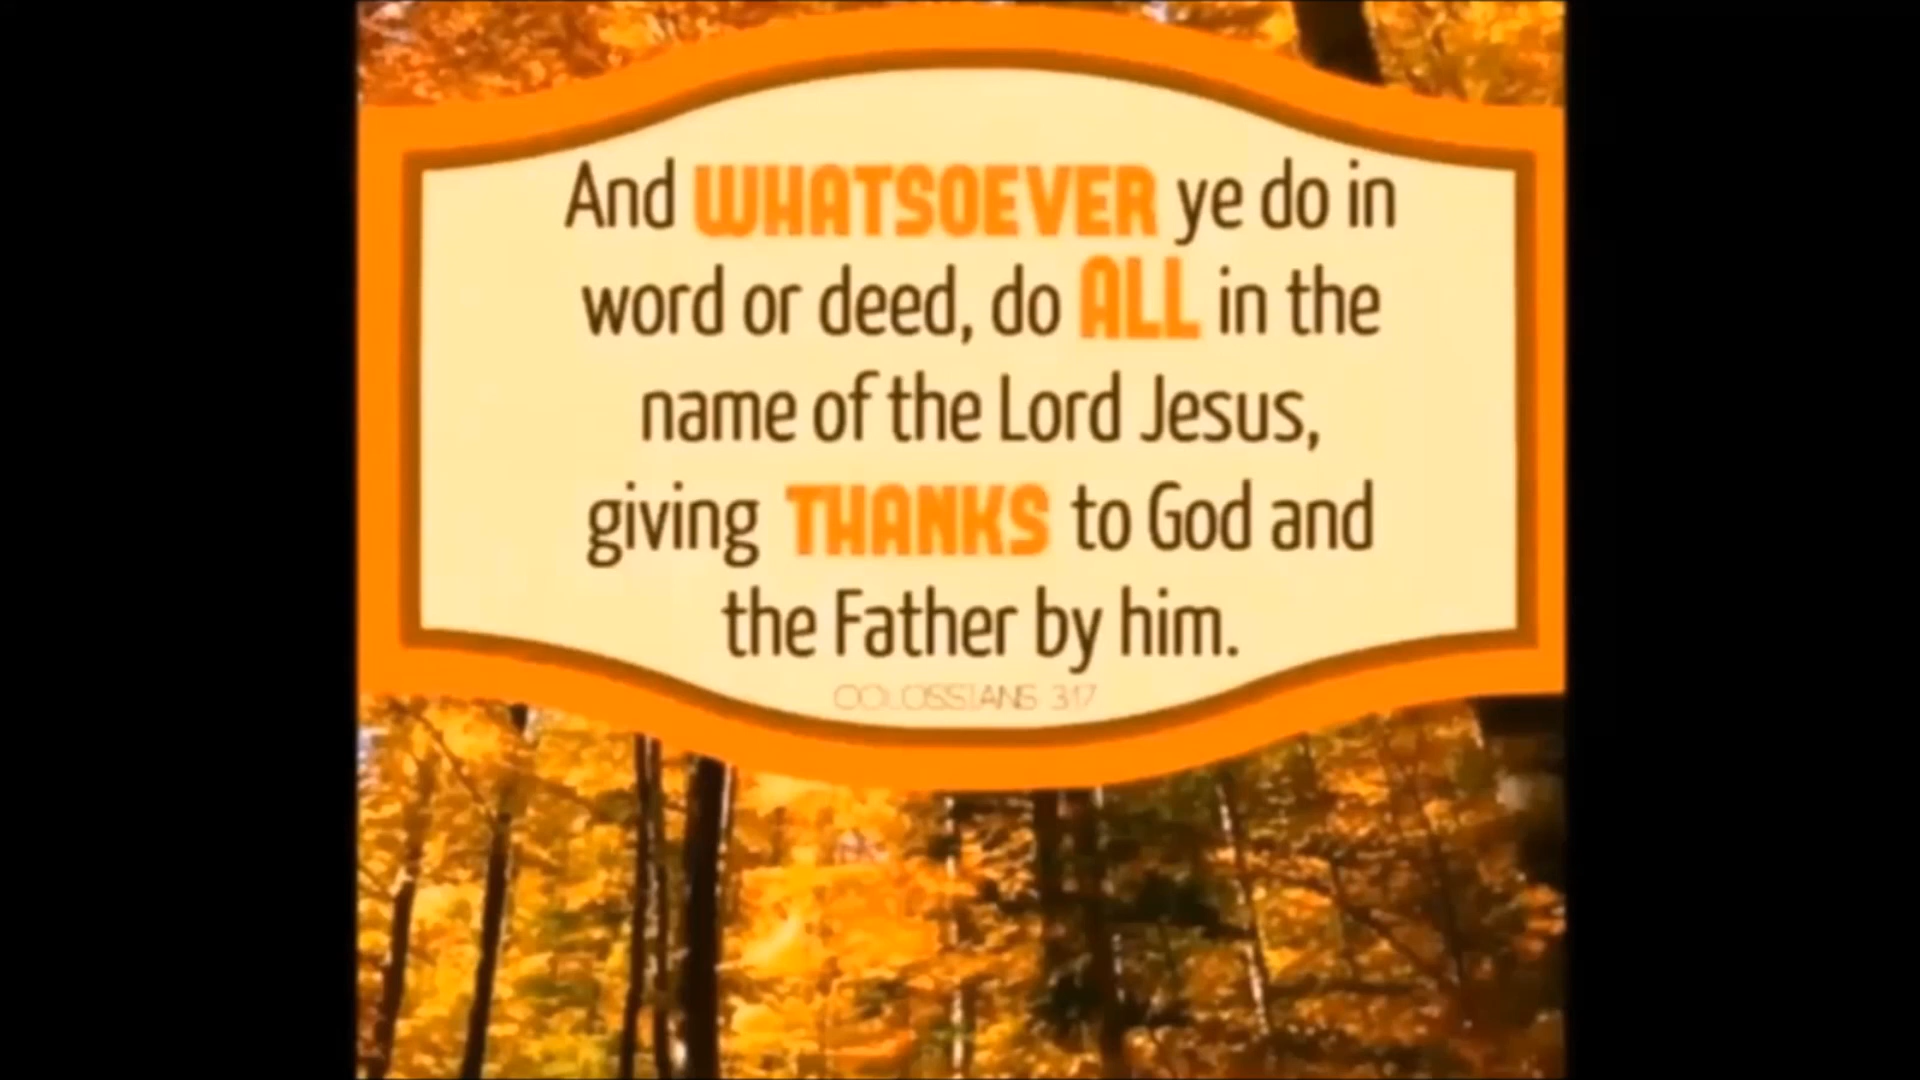 And WHATSOEVER ye do in
word or deed, do ALL in the
name of the Lord Jesus,
giving THANKS to God and
the Father by him.
COLOSSIANS 3:17